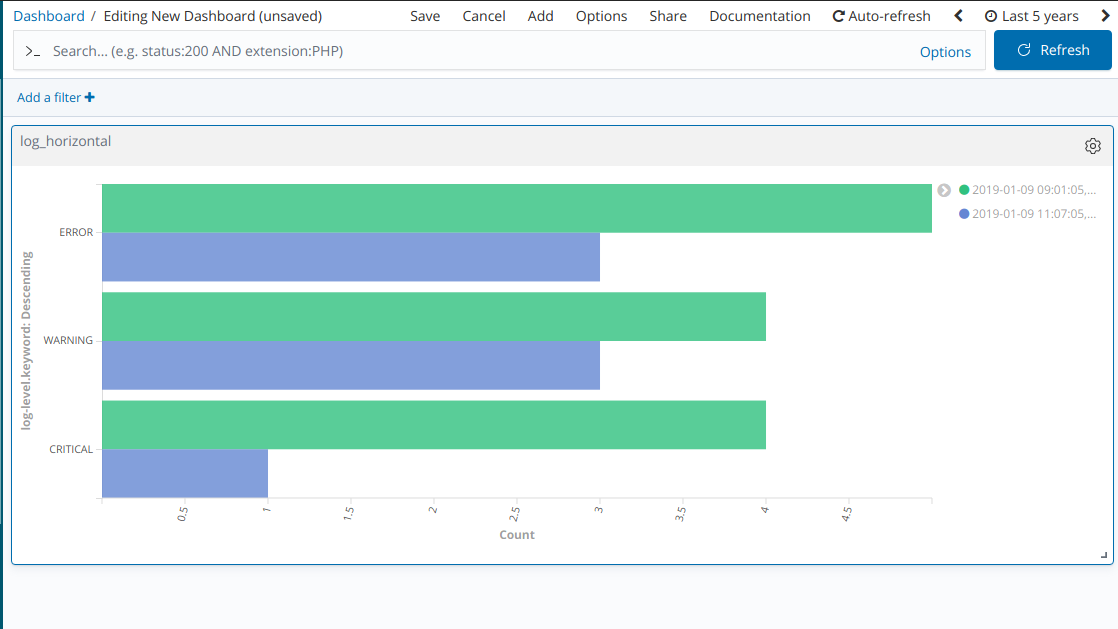 Dashboard / Editing New Dashboard (unsaved) Save Cancel Add Options Share Documentation Auto-refresh Last 5 years
>_ Search... (e.g. status:200 AND extension:PHP) Options Refresh
Add a filter +
log_horizontal
2019-01-09 09:01:05,...
2019-01-09 11:07:05,...
log-level.keyword: Descending
ERROR
WARNING
CRITICAL
0.5 1 1.5 2 2.5 3 3.5 4 4.5
Count